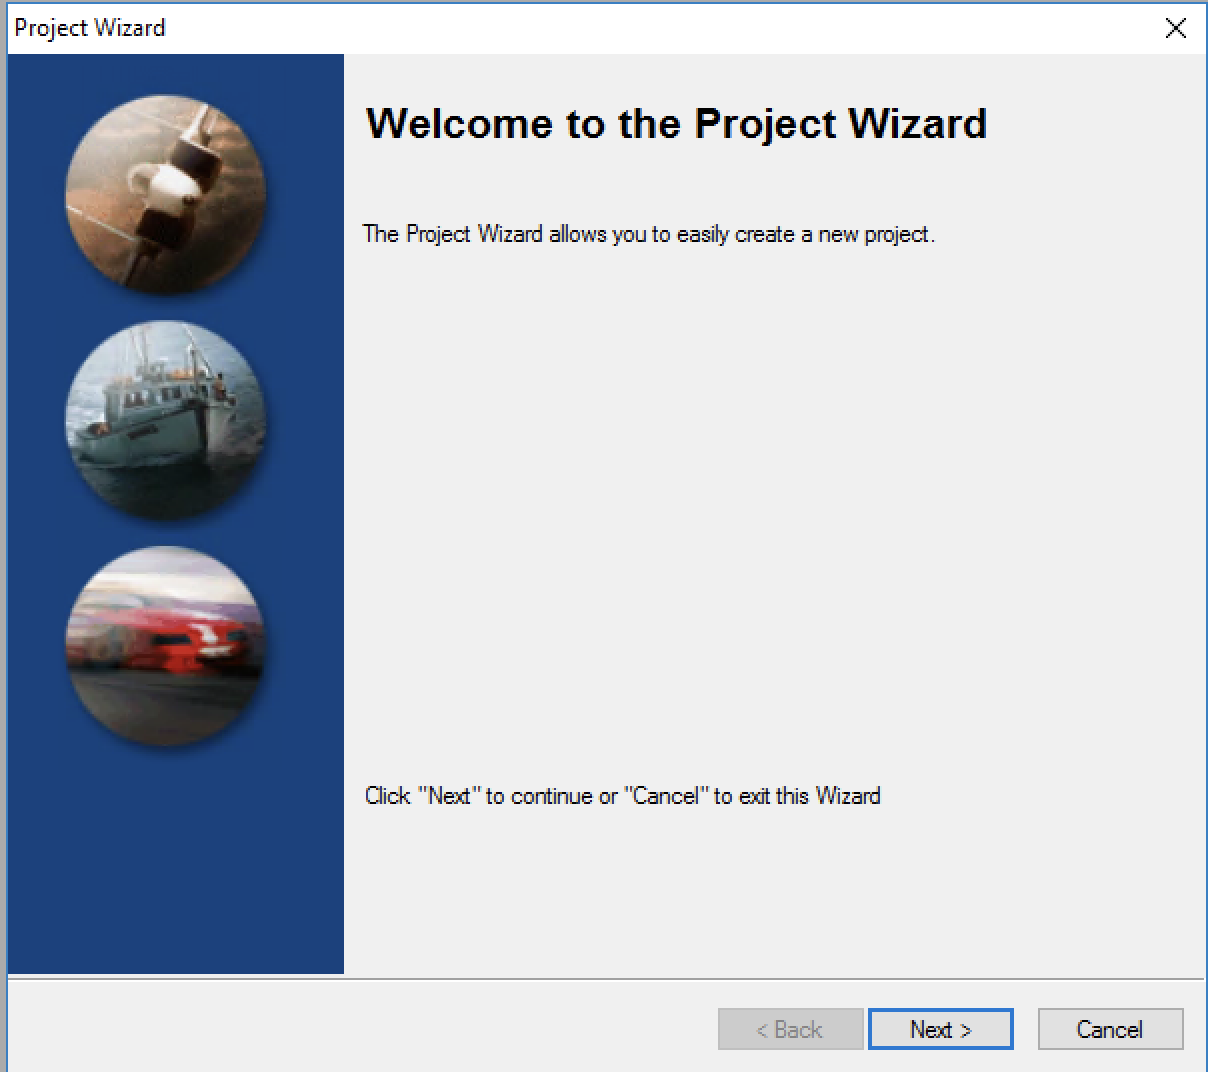 Project Wizard
Welcome to the Project Wizard
The Project Wizard allows you to easily create a new project.
Click "Next" to continue or "Cancel" to exit this Wizard
< Back
Next >
Cancel